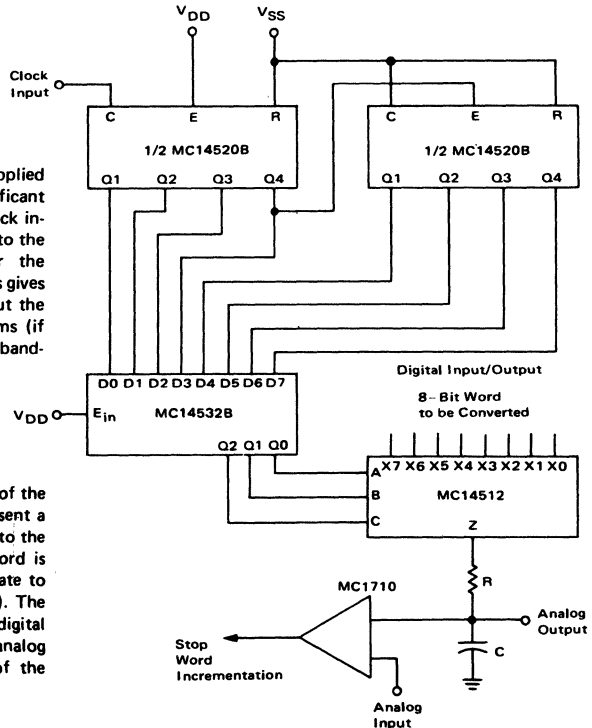 VDD
VSS
Clock
Input
C E R
1/2 MC14520B
Q1 Q2 Q3 Q4
C E R
1/2 MC14520B
Q1 Q2 Q3 Q4
pplied
ficant
ck in-
to the
r the
s gives
ut the
ms (if
band-
Digital Input/Output
8-Bit Word
to be Converted
D0 D1 D2 D3 D4 D5 D6 D7
VDD
Ein
MC14532B
Q2 Q1 Q0
X7 X6 X5 X4 X3 X2 X1 X0
A
B
C
MC14512
Z
of the
sent a
to the
ord is
ate to
). The
digital
analog
of the
R
MC1710
Analog
Output
C
Stop
Word
Incrementation
Analog
Input